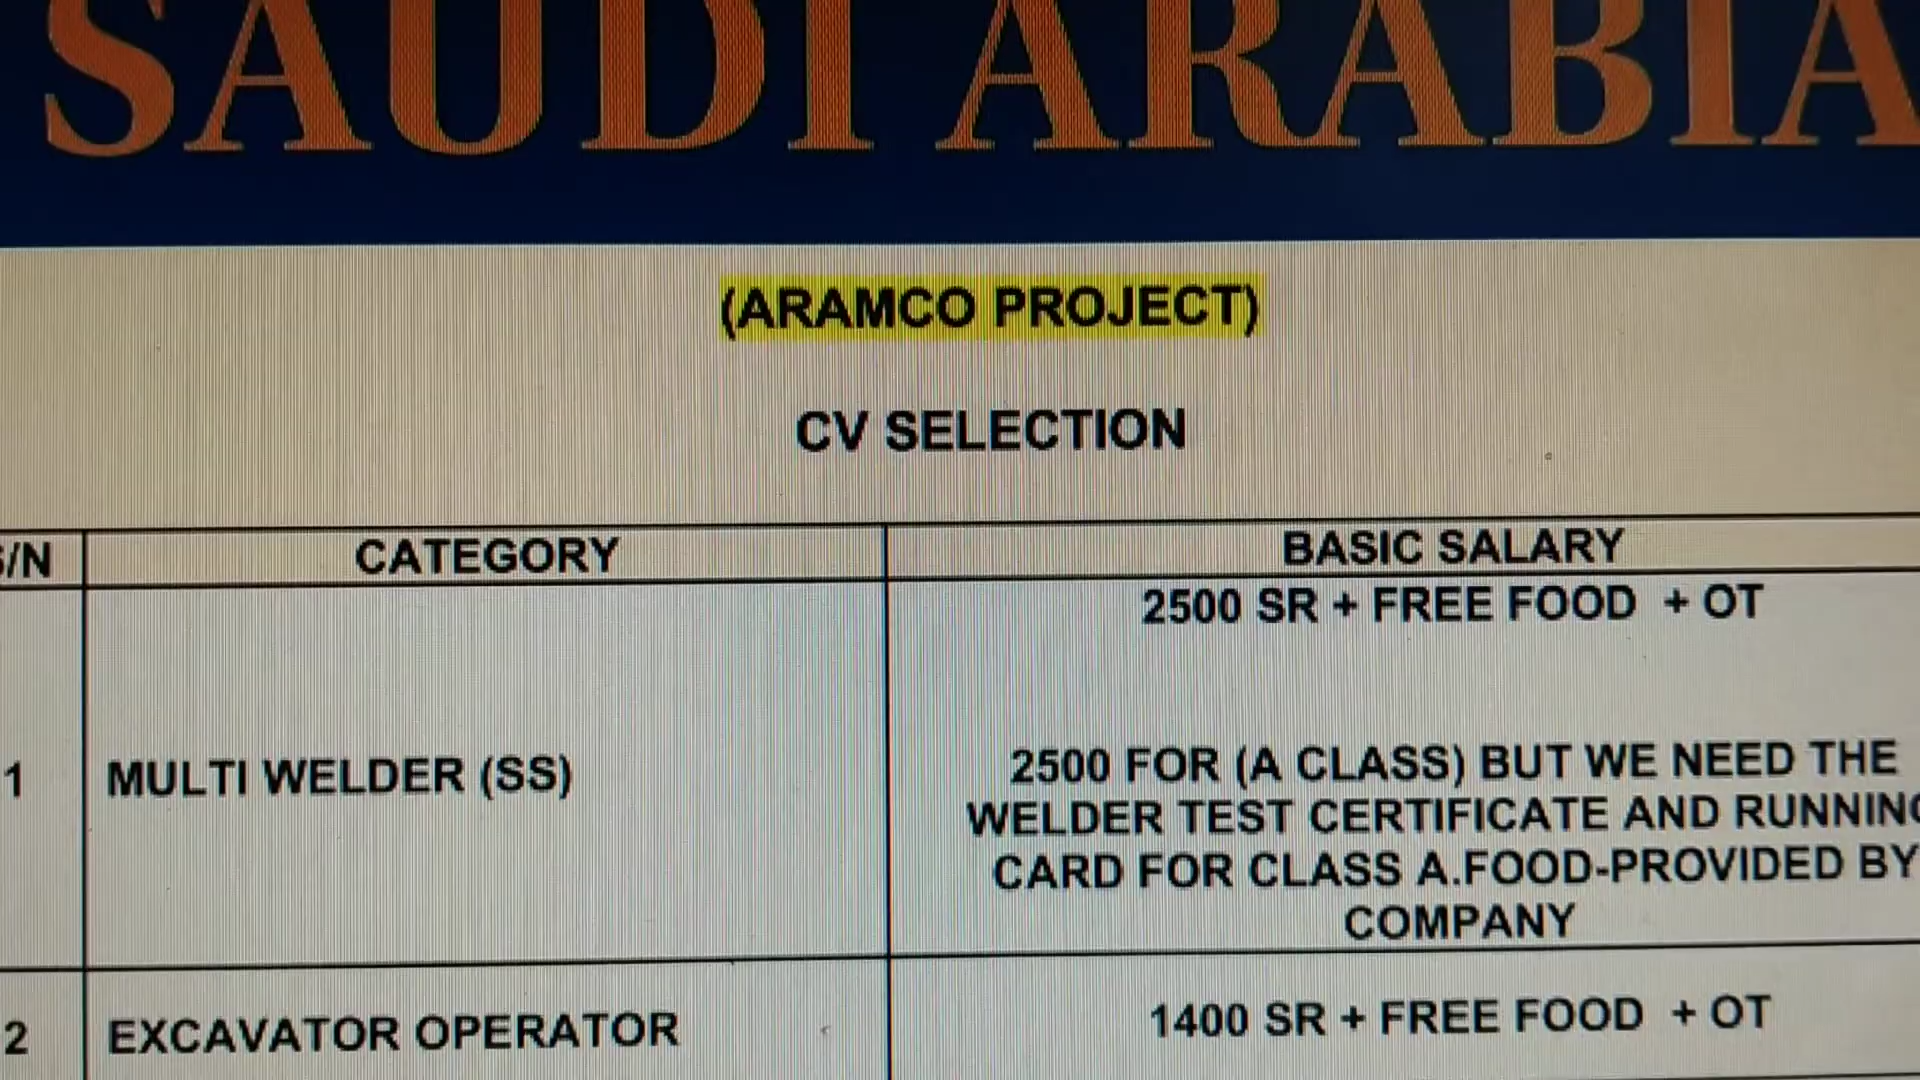 SAUDI ARABIA
(ARAMCO PROJECT)
CV SELECTION
S/N CATEGORY BASIC SALARY
2500 SR + FREE FOOD + OT
1 MULTI WELDER (SS)
2500 FOR (A CLASS) BUT WE NEED THE
WELDER TEST CERTIFICATE AND RUNNING
CARD FOR CLASS A.FOOD-PROVIDED BY
COMPANY
2 EXCAVATOR OPERATOR 1400 SR + FREE FOOD + OT